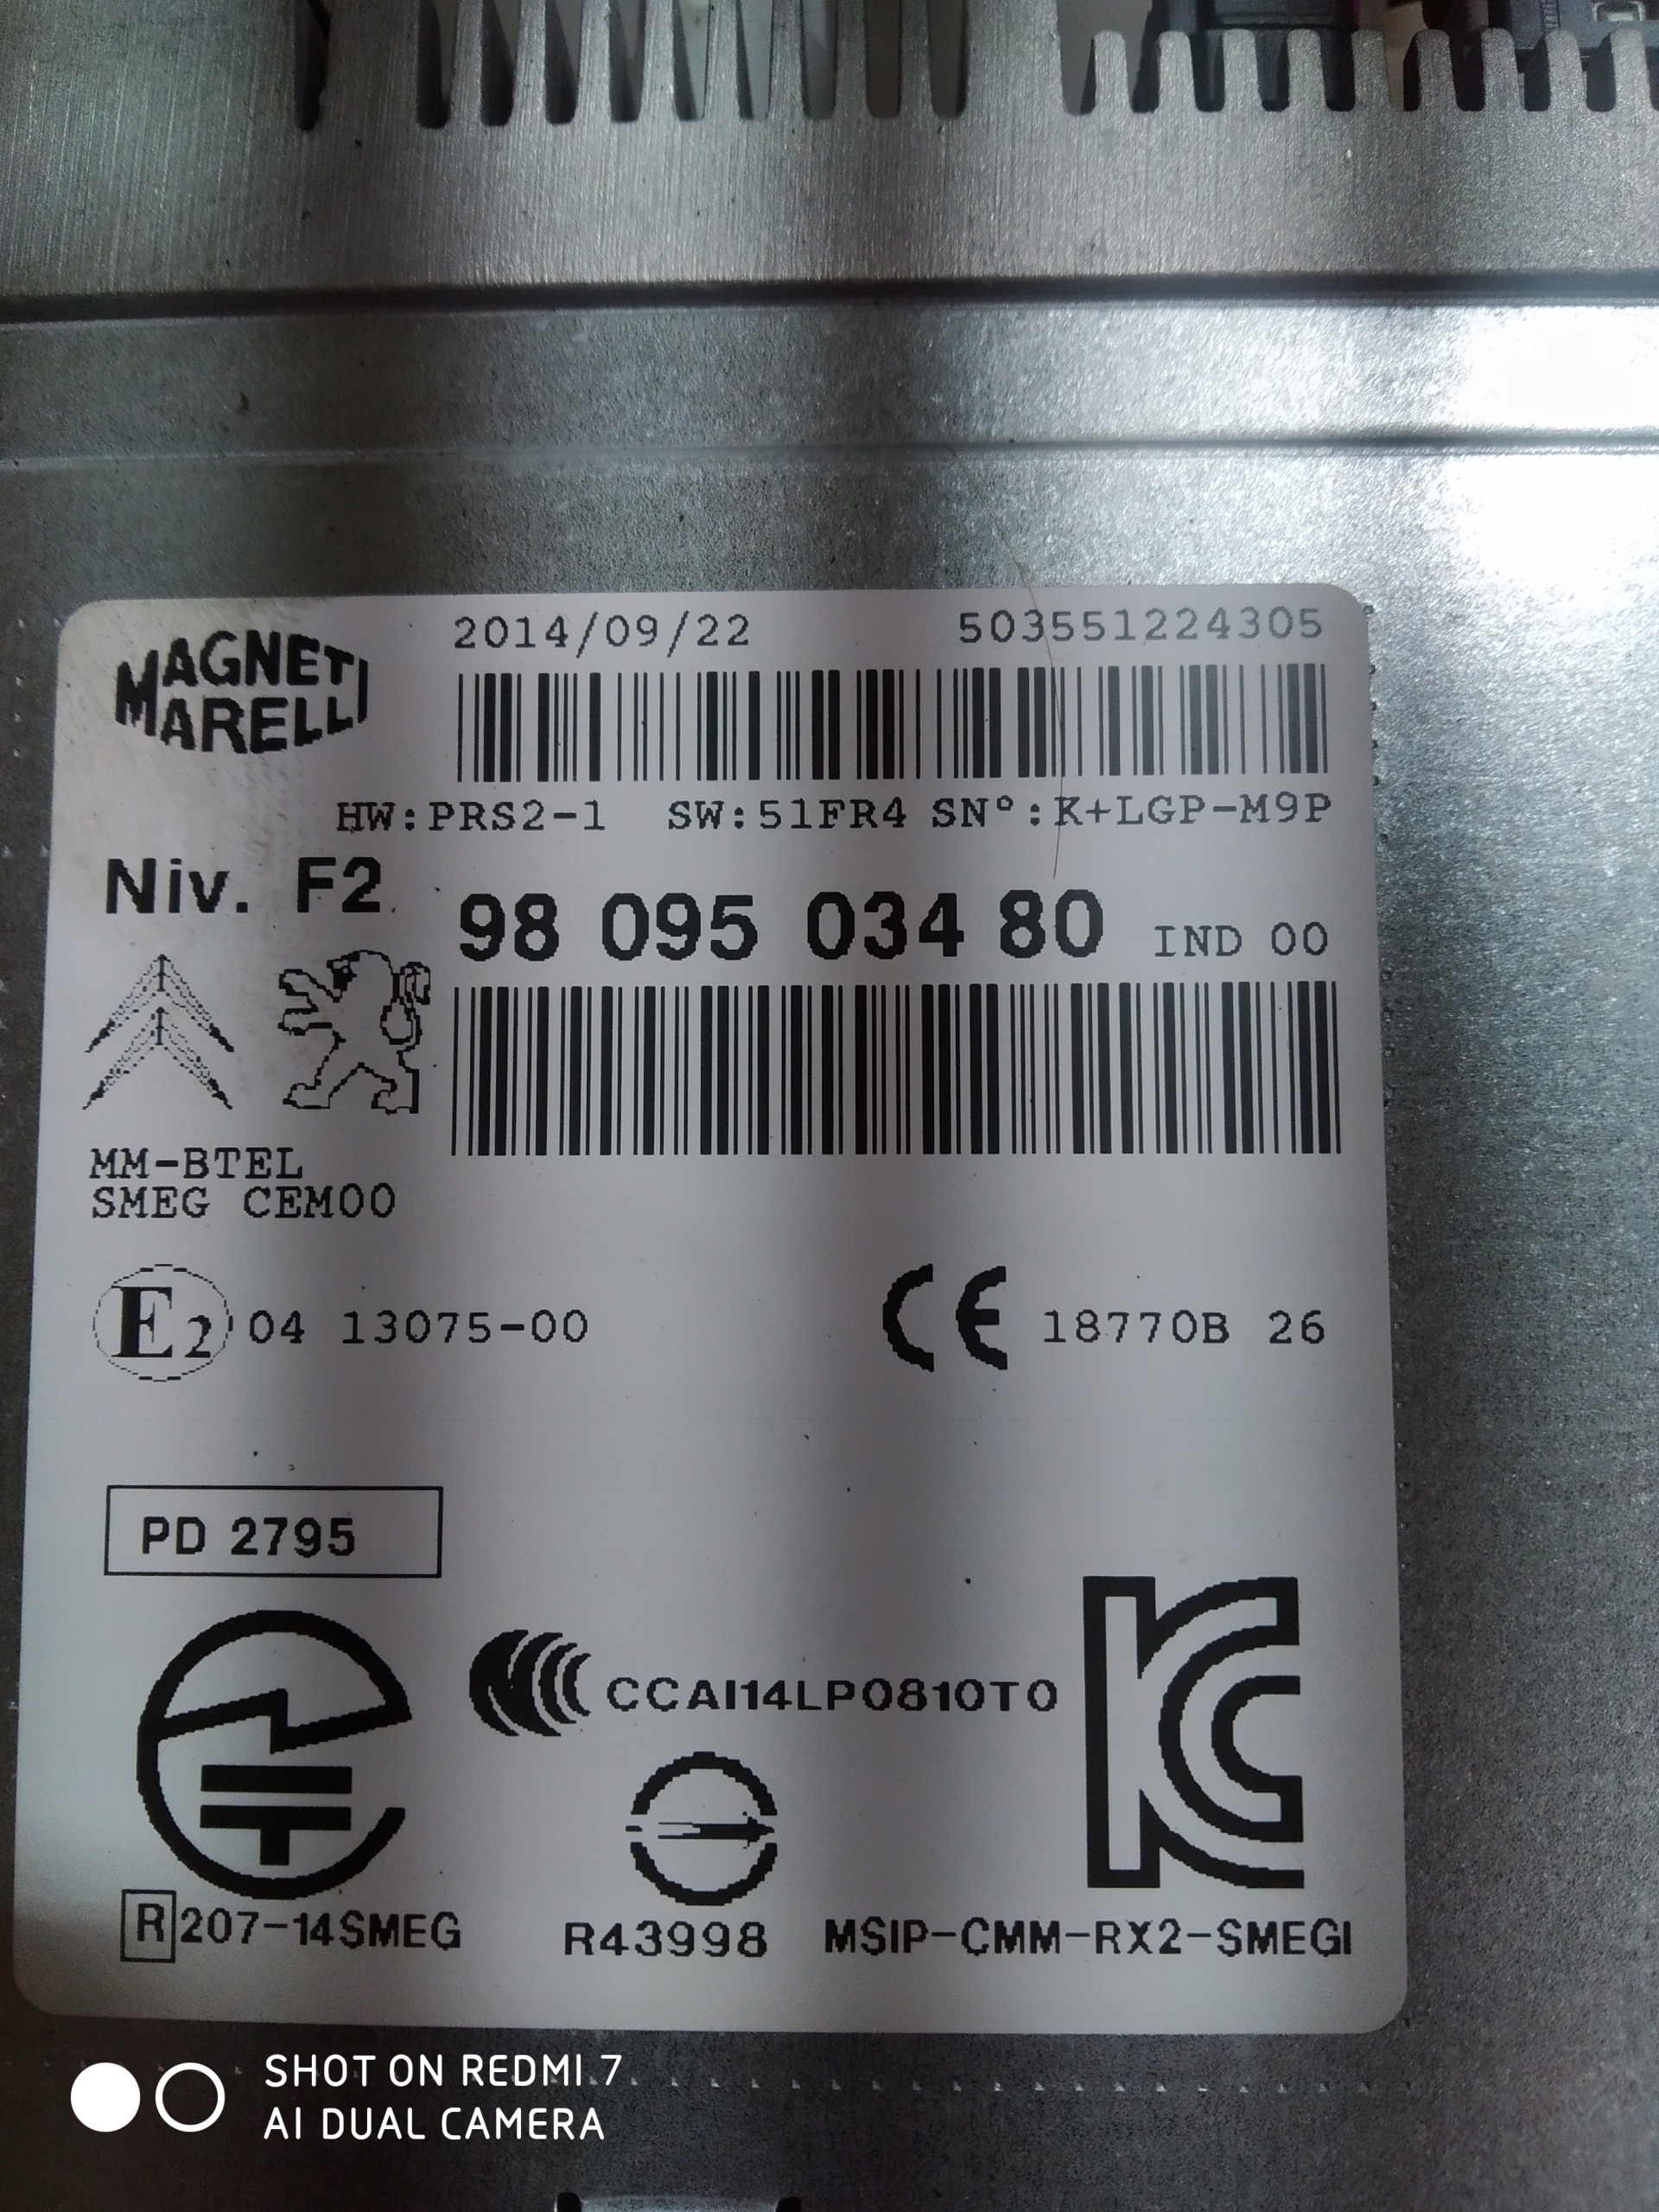 MAGNETI
MARELLI
2014/09/22 503551224305
HW:PRS2-1 SW:51FR4 SN°:K+LGP-M9P
Niv. F2
98 095 034 80 IND 00
MM-BTEL
SMEG CEM00
E2 04 13075-00
CE 18770B 26
PD 2795
CCAI14LP0810T0
R 207-14SMEG
R43998
MSIP-CMM-RX2-SMEG1
SHOT ON REDMI 7
AI DUAL CAMERA